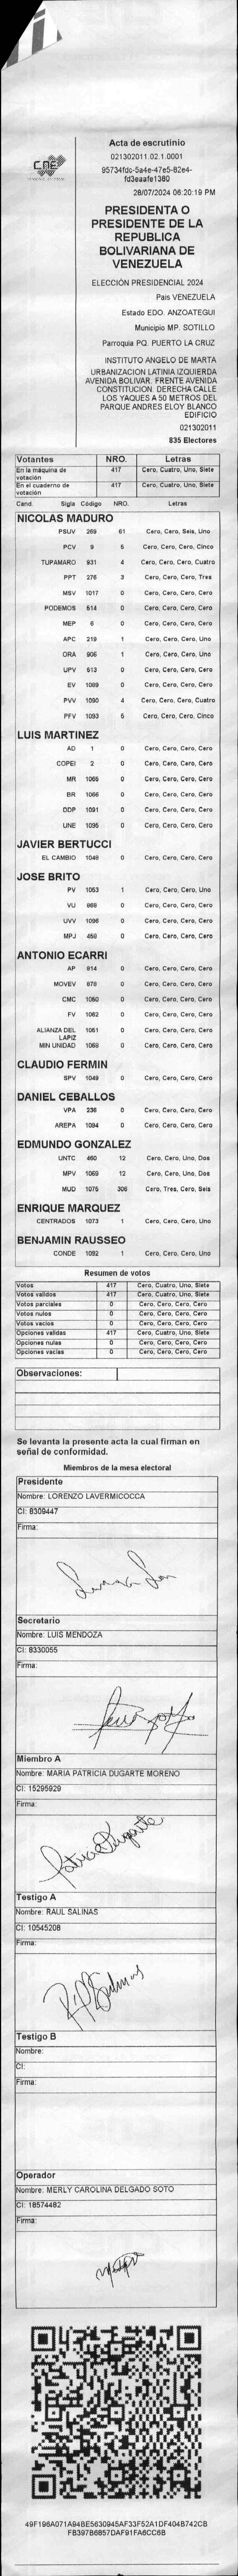 CNE
Acta de escrutinio
021302011.02.1.0001
95734fdc-5a4e-47e5-82e4-
fd3eaafe1380
28/07/2024 06:20:19 PM
PRESIDENTA O
PRESIDENTE DE LA
REPUBLICA
BOLIVARIANA DE
VENEZUELA
ELECCIÓN PRESIDENCIAL 2024
Pais VENEZUELA
Estado EDO. ANZOATEGUI
Municipio MP. SOTILLO
Parroquia PQ. PUERTO LA CRUZ
INSTITUTO ANGELO DE MARTA
URBANIZACION LATINIA IZQUIERDA
AVENIDA BOLIVAR. FRENTE AVENIDA
CONSTITUCION. DERECHA CALLE
LOS YAQUES A 50 METROS DEL
PARQUE ANDRES ELOY BLANCO
EDIFICIO
021302011
835 Electores
Votantes NRO. Letras
En la máquina de votación 417 Cero, Cuatro, Uno, Siete
En el cuaderno de votación 417 Cero, Cuatro, Uno, Siete
Cand. Sigla Código NRO. Letras
NICOLAS MADURO
PSUV 269 61 Cero, Cero, Seis, Uno
PCV 9 5 Cero, Cero, Cero, Cinco
TUPAMARO 931 4 Cero, Cero, Cero, Cuatro
PPT 276 3 Cero, Cero, Cero, Tres
MSV 1017 0 Cero, Cero, Cero, Cero
PODEMOS 514 0 Cero, Cero, Cero, Cero
MEP 6 0 Cero, Cero, Cero, Cero
APC 219 1 Cero, Cero, Cero, Uno
ORA 906 1 Cero, Cero, Cero, Uno
UPV 513 0 Cero, Cero, Cero, Cero
EV 1089 0 Cero, Cero, Cero, Cero
PVV 1090 4 Cero, Cero, Cero, Cuatro
PFV 1093 5 Cero, Cero, Cero, Cinco
LUIS MARTINEZ
AD 1 0 Cero, Cero, Cero, Cero
COPEI 2 0 Cero, Cero, Cero, Cero
MR 1065 0 Cero, Cero, Cero, Cero
BR 1066 0 Cero, Cero, Cero, Cero
DDP 1091 0 Cero, Cero, Cero, Cero
UNE 1095 0 Cero, Cero, Cero, Cero
JAVIER BERTUCCI
EL CAMBIO 1048 0 Cero, Cero, Cero, Cero
JOSE BRITO
PV 1053 1 Cero, Cero, Cero, Uno
VU 868 0 Cero, Cero, Cero, Cero
UVV 1096 0 Cero, Cero, Cero, Cero
MPJ 458 0 Cero, Cero, Cero, Cero
ANTONIO ECARRI
AP 914 0 Cero, Cero, Cero, Cero
MOVEV 878 0 Cero, Cero, Cero, Cero
CMC 1050 0 Cero, Cero, Cero, Cero
FV 1062 0 Cero, Cero, Cero, Cero
ALIANZA DEL LAPIZ 1051 0 Cero, Cero, Cero, Cero
MIN UNIDAD 1068 0 Cero, Cero, Cero, Cero
CLAUDIO FERMIN
SPV 1049 0 Cero, Cero, Cero, Cero
DANIEL CEBALLOS
VPA 236 0 Cero, Cero, Cero, Cero
AREPA 1094 0 Cero, Cero, Cero, Cero
EDMUNDO GONZALEZ
UNTC 460 12 Cero, Cero, Uno, Dos
MPV 1069 12 Cero, Cero, Uno, Dos
MUD 1075 306 Cero, Tres, Cero, Seis
ENRIQUE MARQUEZ
CENTRADOS 1073 1 Cero, Cero, Cero, Uno
BENJAMIN RAUSSEO
CONDE 1092 1 Cero, Cero, Cero, Uno
Resumen de votos
Votos 417 Cero, Cuatro, Uno, Siete
Votos validos 417 Cero, Cuatro, Uno, Siete
Votos parciales 0 Cero, Cero, Cero, Cero
Votos nulos 0 Cero, Cero, Cero, Cero
Votos vacios 0 Cero, Cero, Cero, Cero
Opciones validas 417 Cero, Cuatro, Uno, Siete
Opciones nulas 0 Cero, Cero, Cero, Cero
Opciones vacias 0 Cero, Cero, Cero, Cero
Observaciones:
Se levanta la presente acta la cual firman en
señal de conformidad.
Miembros de la mesa electoral
Presidente
Nombre: LORENZO LAVERMICOCCA
CI: 8309447
Firma:
Secretario
Nombre: LUIS MENDOZA
CI: 8330055
Firma:
Miembro A
Nombre: MARIA PATRICIA DUGARTE MORENO
CI: 15295929
Firma:
Patricia Dugarte
Testigo A
Nombre: RAUL SALINAS
CI: 10545208
Firma:
Testigo B
Nombre:
CI:
Firma:
Operador
Nombre: MERLY CAROLINA DELGADO SOTO
CI: 18574482
Firma:
49F196A071A94BE5630945AF33F52A1DF404B742CB
FB397B6857DAF91FA6CC6B